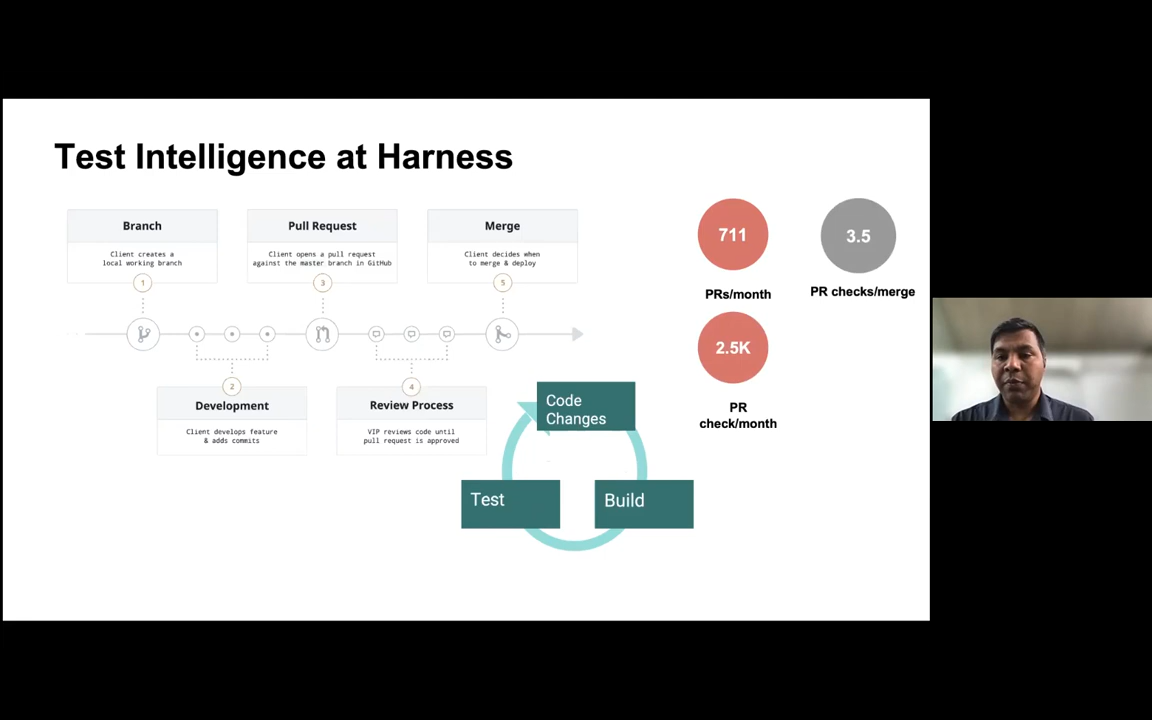 Test Intelligence at Harness
Branch
Client creates a
local working branch
1
Pull Request
Client opens a pull request
against the master branch in GitHub
3
Merge
Client decides when
to merge & deploy
5
2
Development
Client develops feature
& adds commits
4
Review Process
VIP reviews code until
pull request is approved
Code
Changes
Test
Build
711
PRs/month
3.5
PR checks/merge
2.5K
PR
check/month